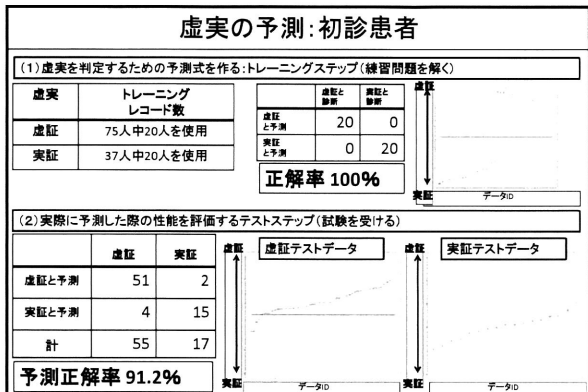 虚実の予測：初診患者
(1)虚実を判定するための予測式を作る：トレーニングステップ(練習問題を解く)
虚実 トレーニング
レコード数
虚証 75人中20人を使用
実証 37人中20人を使用
虚証と
診断 実証と
診断
虚証
と予測 20 0
実証
と予測 0 20
正解率 100%
虚証
実証
データID
(2)実際に予測した際の性能を評価するテストステップ(試験を受ける)
虚証 実証
虚証と予測 51 2
実証と予測 4 15
計 55 17
予測正解率 91.2%
虚証
虚証テストデータ
実証
データID
虚証
実証テストデータ
実証
データID